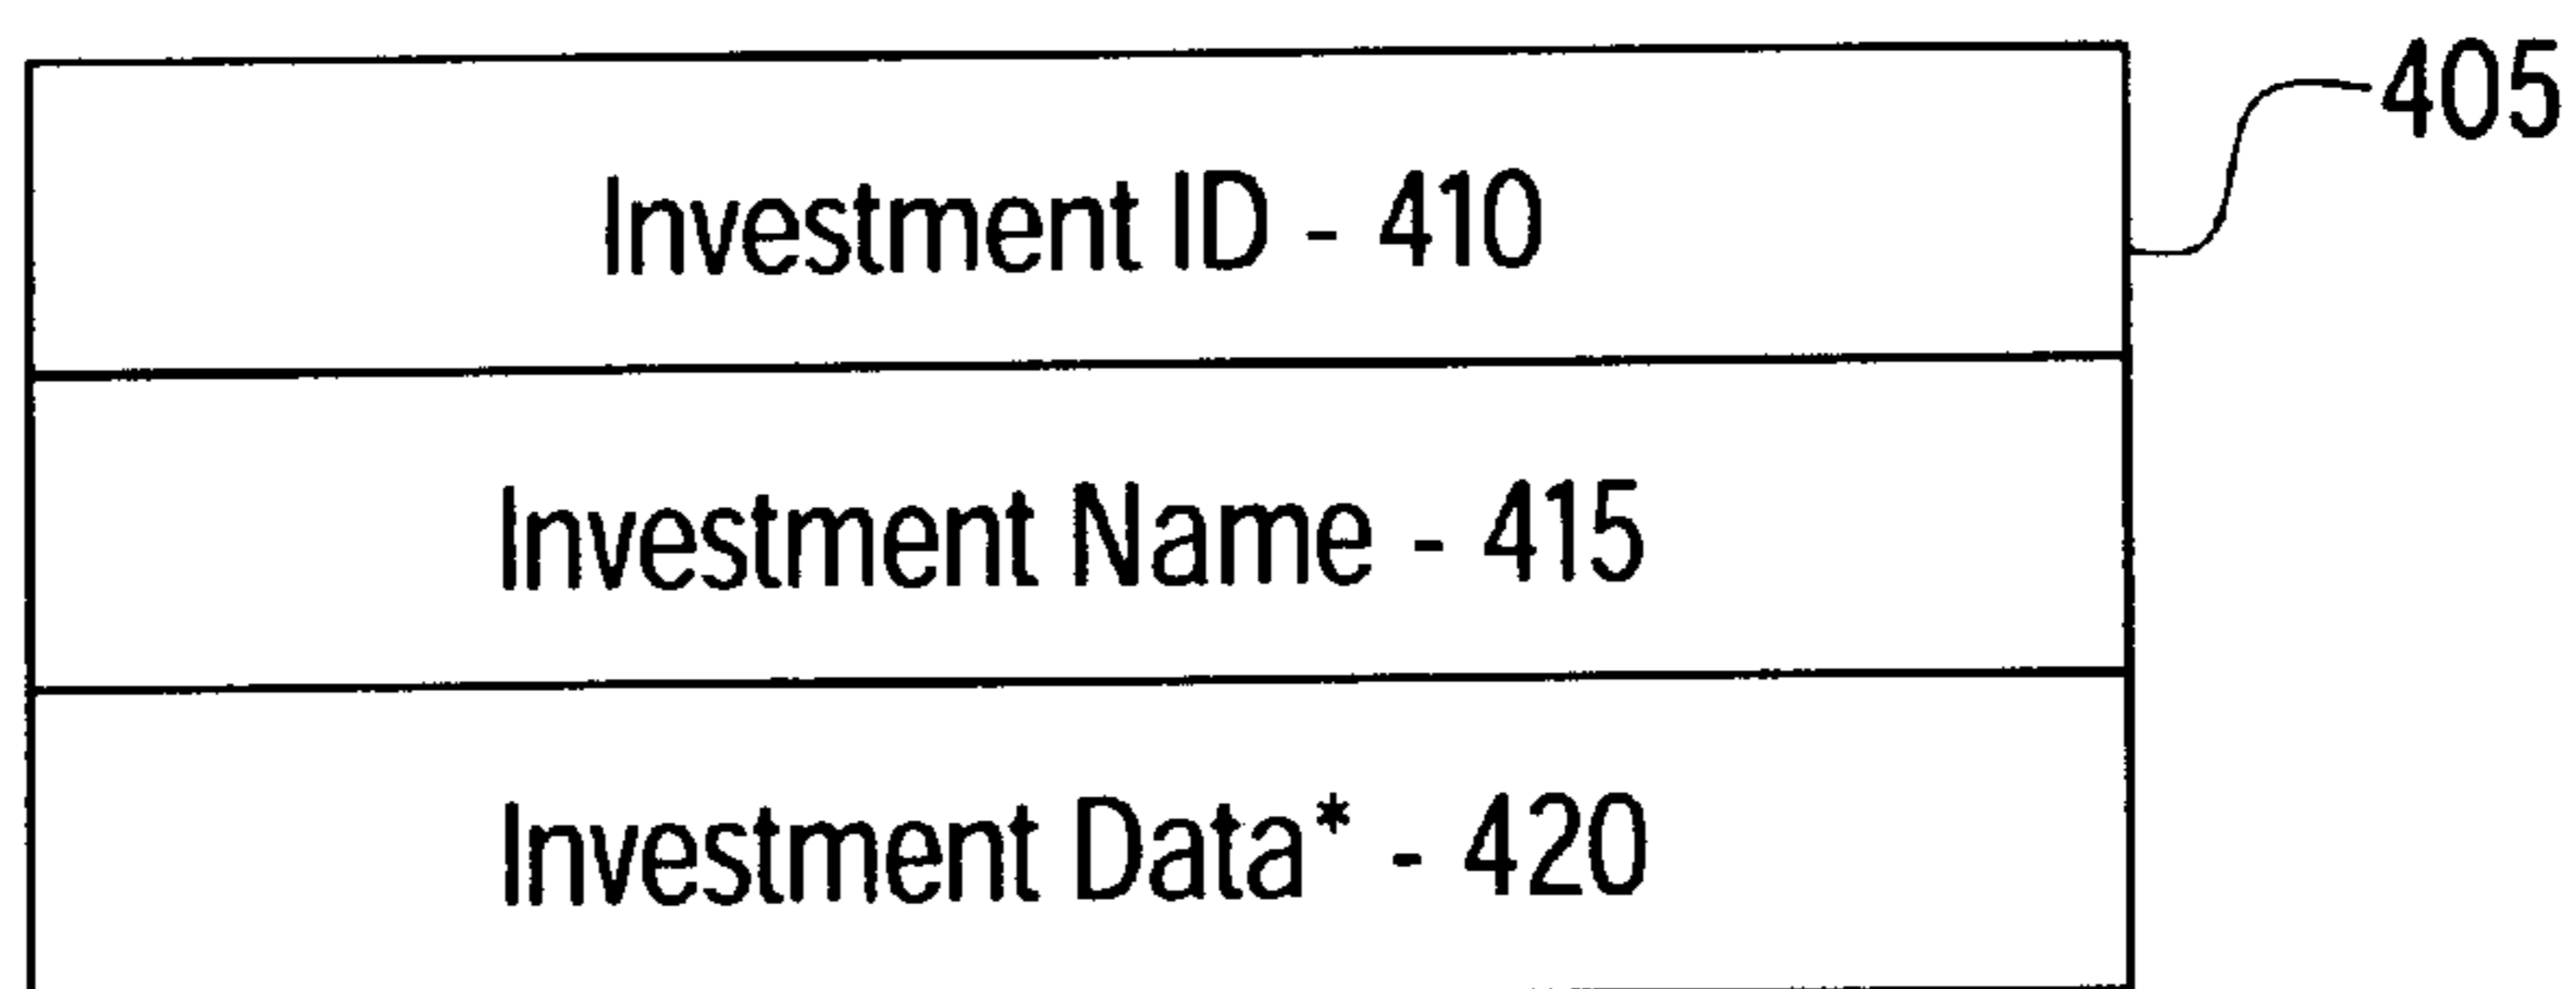 405
Investment ID - 410
Investment Name - 415
Investment Data* - 420